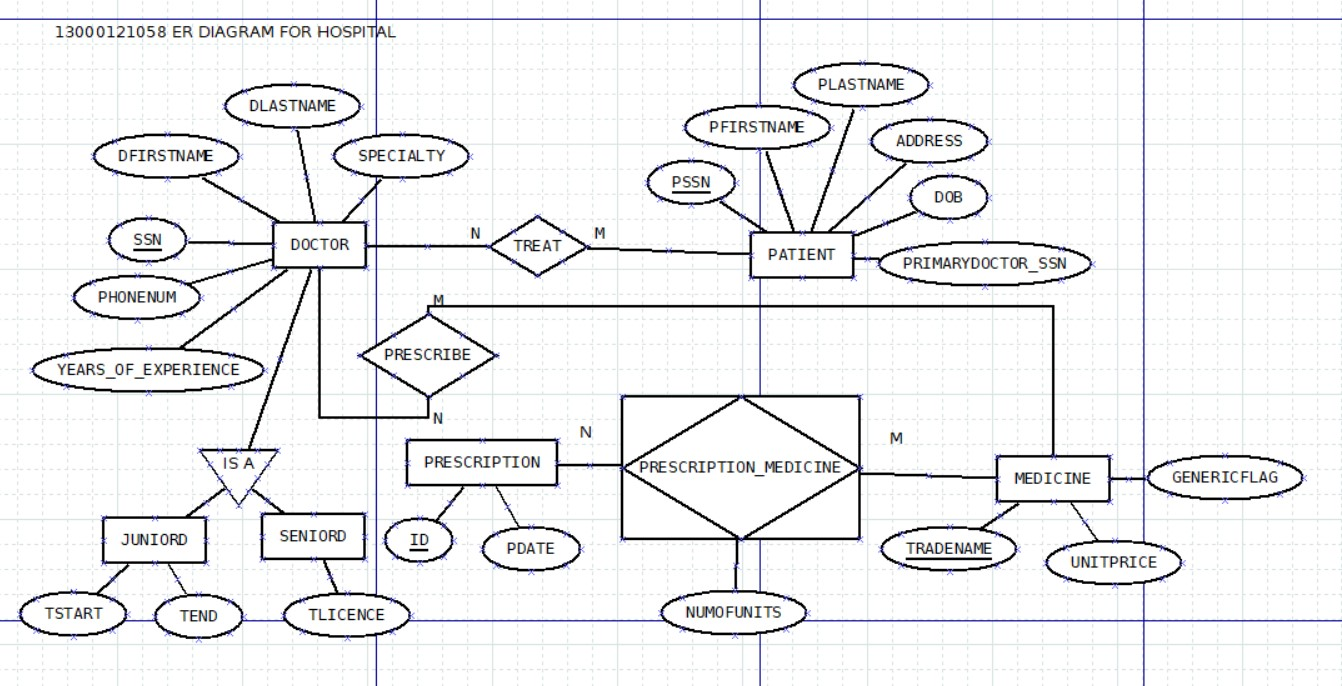 13000121058 ER DIAGRAM FOR HOSPITAL
PLASTNAME
DLASTNAME
PFIRSTNAME
ADDRESS
DFIRSTNAME
SPECIALTY
PSSN
DOB
SSN
DOCTOR
N
TREAT
M
PATIENT
PRIMARYDOCTOR_SSN
PHONENUM
M
PRESCRIBE
YEARS_OF_EXPERIENCE
N
IS A
PRESCRIPTION
N
PRESCRIPTION_MEDICINE
M
MEDICINE
GENERICFLAG
JUNIORD
SENIORD
ID
PDATE
TRADENAME
UNITPRICE
TSTART
TEND
TLICENCE
NUMOFUNITS